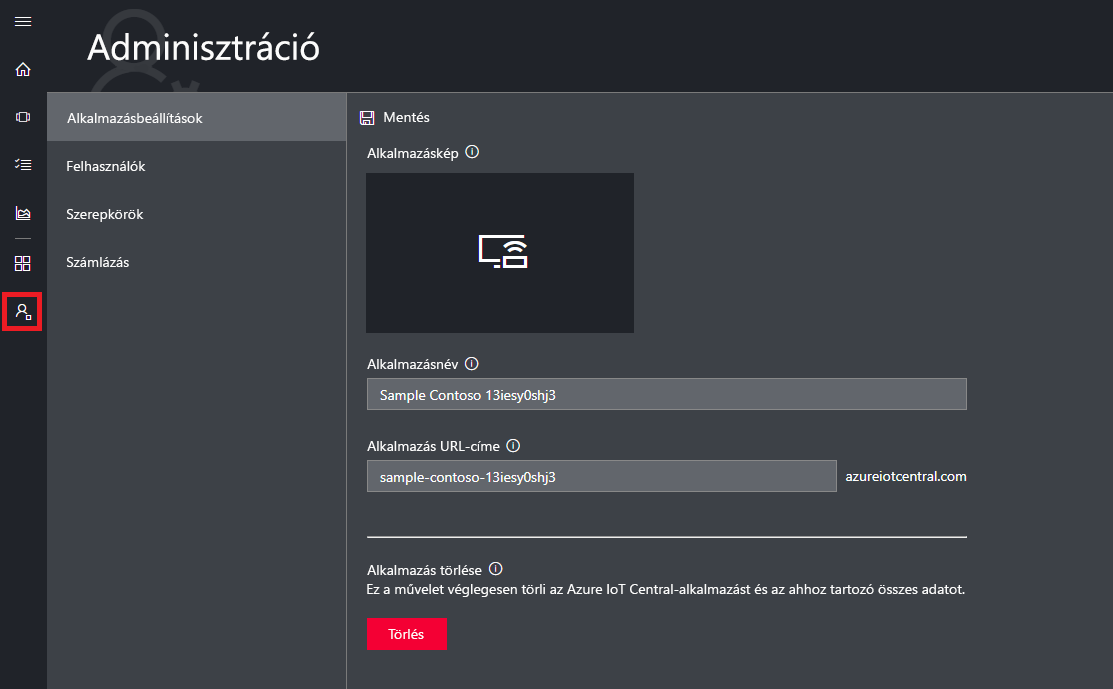 Adminisztráció
Alkalmazásbeállítások
Felhasználók
Szerepkörök
Számlázás
Mentés
Alkalmazáskép
Alkalmazásnév
Sample Contoso 13iesy0shj3
Alkalmazás URL-címe
sample-contoso-13iesy0shj3 azureiotcentral.com
Alkalmazás törlése
Ez a művelet véglegesen törli az Azure IoT Central-alkalmazást és az ahhoz tartozó összes adatot.
Törlés